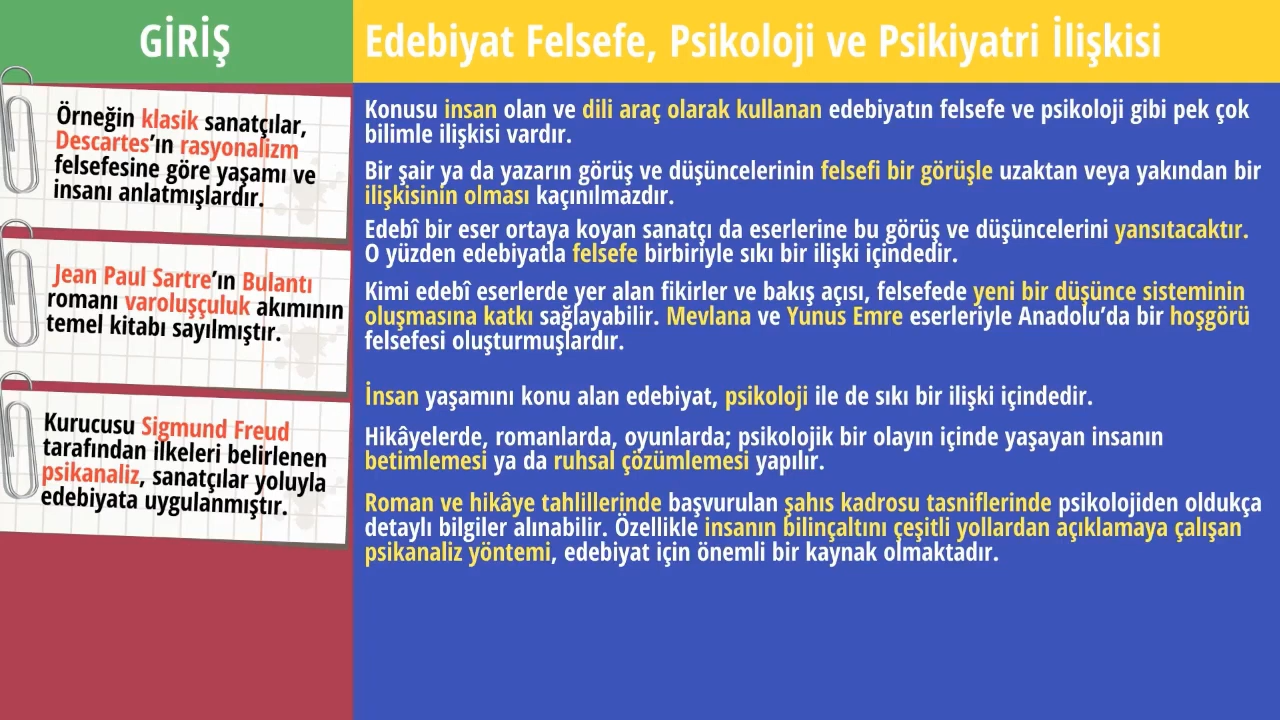 GİRİŞ
Edebiyat Felsefe, Psikoloji ve Psikiyatri İlişkisi
Örneğin klasik sanatçılar,
Descartes'ın rasyonalizm
felsefesine göre yaşamı ve
insanı anlatmışlardır.
Jean Paul Sartre'ın Bulantı
romanı varoluşçuluk akımının
temel kitabı sayılmıştır.
Kurucusu Sigmund Freud
tarafından ilkeleri belirlenen
psikanaliz, sanatçılar yoluyla
edebiyata uygulanmıştır.
Konusu insan olan ve dili araç olarak kullanan edebiyatın felsefe ve psikoloji gibi pek çok
bilimle ilişkisi vardır.
Bir şair ya da yazarın görüş ve düşüncelerinin felsefi bir görüşle uzaktan veya yakından bir
ilişkisinin olması kaçınılmazdır.
Edebî bir eser ortaya koyan sanatçı da eserlerine bu görüş ve düşüncelerini yansıtacaktır.
O yüzden edebiyatla felsefe birbiriyle sıkı bir ilişki içindedir.
Kimi edebî eserlerde yer alan fikirler ve bakış açısı, felsefede yeni bir düşünce sisteminin
oluşmasına katkı sağlayabilir. Mevlana ve Yunus Emre eserleriyle Anadolu'da bir hoşgörü
felsefesi oluşturmuşlardır.
İnsan yaşamını konu alan edebiyat, psikoloji ile de sıkı bir ilişki içindedir.
Hikâyelerde, romanlarda, oyunlarda; psikolojik bir olayın içinde yaşayan insanın
betimlemesi ya da ruhsal çözümlemesi yapılır.
Roman ve hikâye tahlillerinde başvurulan şahıs kadrosu tasniflerinde psikolojiden oldukça
detaylı bilgiler alınabilir. Özellikle insanın bilinçaltını çeşitli yollardan açıklamaya çalışan
psikanaliz yöntemi, edebiyat için önemli bir kaynak olmaktadır.